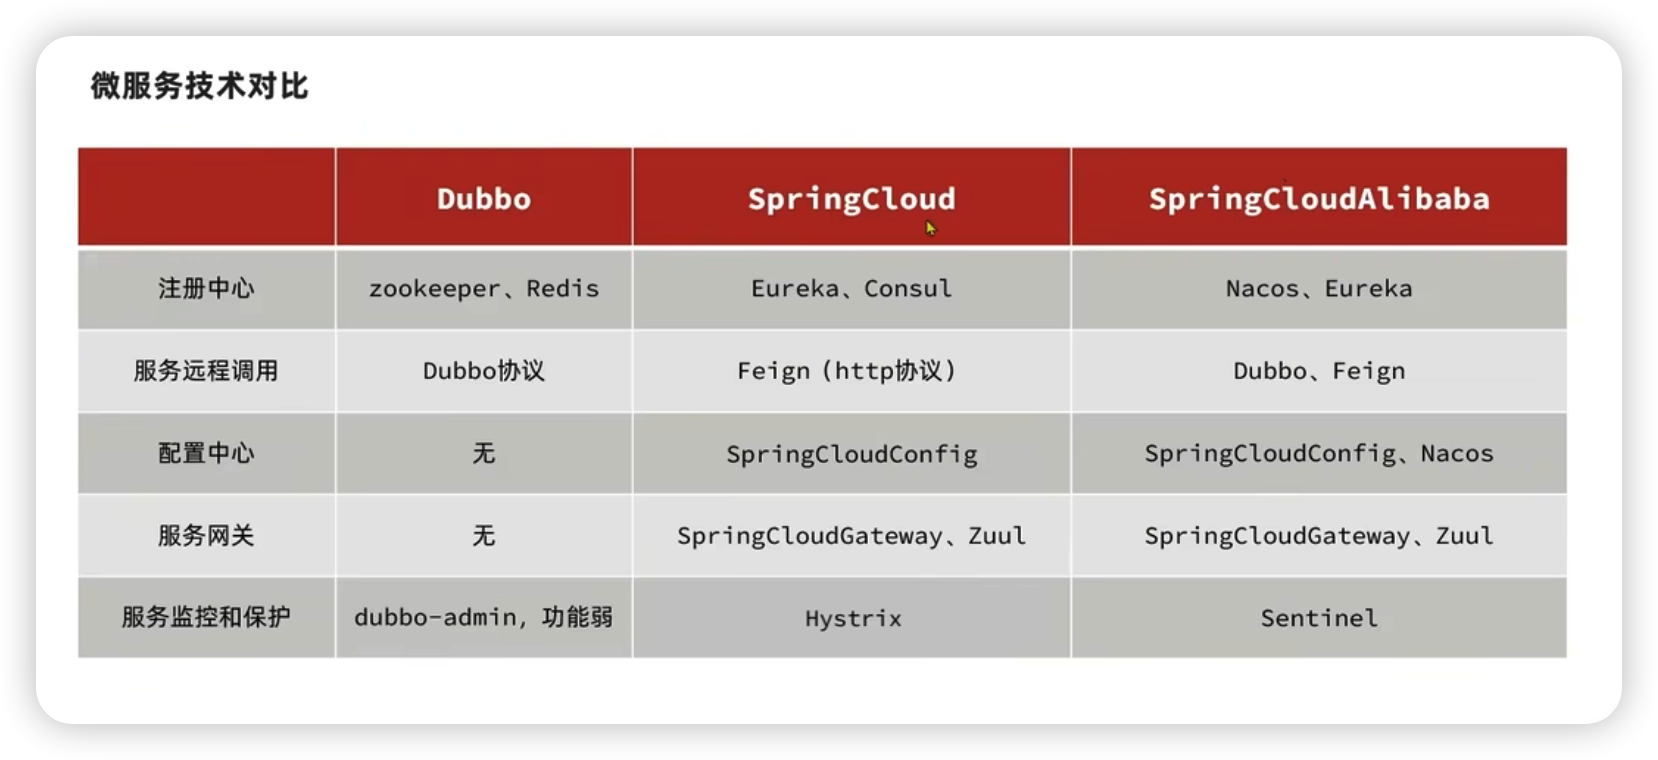 微服务技术对比
Dubbo SpringCloud SpringCloudAlibaba
注册中心 zookeeper、Redis Eureka、Consul Nacos、Eureka
服务远程调用 Dubbo协议 Feign（http协议） Dubbo、Feign
配置中心 无 SpringCloudConfig SpringCloudConfig、Nacos
服务网关 无 SpringCloudGateway、Zuul SpringCloudGateway、Zuul
服务监控和保护 dubbo-admin，功能弱 Hystrix Sentinel